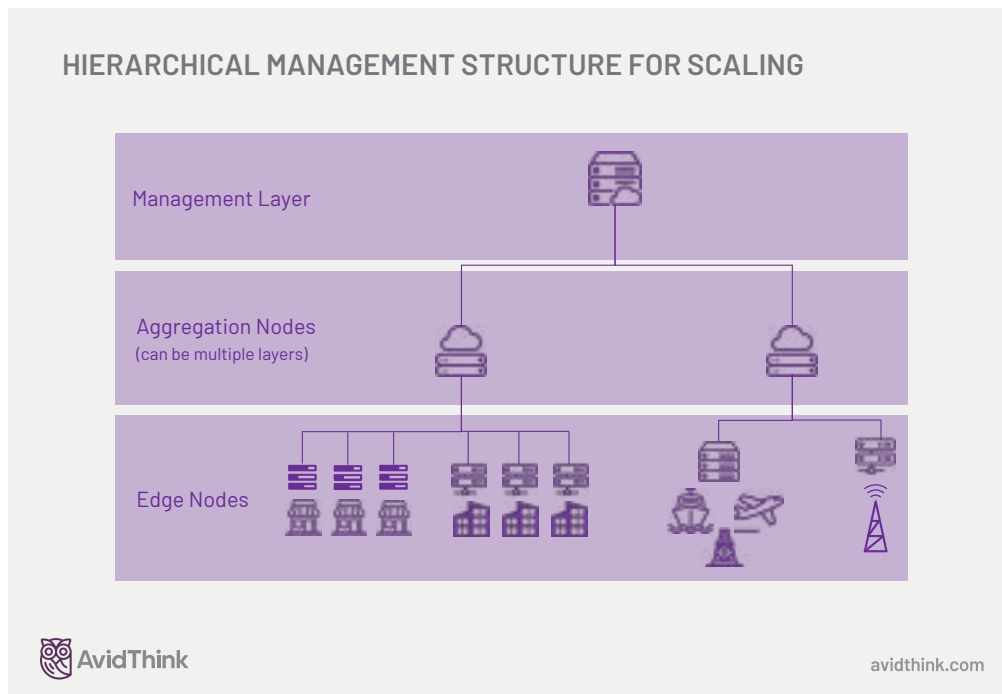 HIERARCHICAL MANAGEMENT STRUCTURE FOR SCALING
Management Layer
Aggregation Nodes
(can be multiple layers)
Edge Nodes
AvidThink
avidthink.com